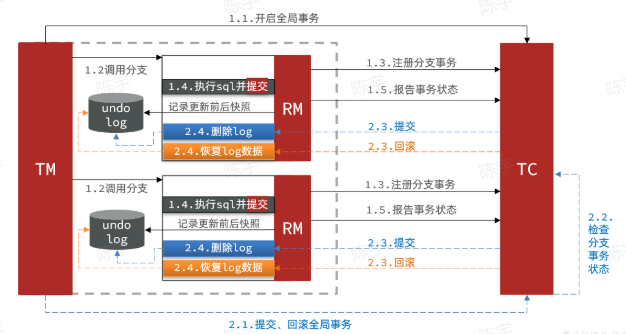 1.1.开启全局事务
TM
1.2调用分支
undo
log
1.4.执行sql并提交
记录更新前后快照
2.4.删除log
2.4.恢复log数据
RM
1.3.注册分支事务
1.5.报告事务状态
2.3.提交
2.3.回滚
TC
1.2调用分支
undo
log
1.4.执行sql并提交
记录更新前后快照
2.4.删除log
2.4.恢复log数据
RM
1.3.注册分支事务
1.5.报告事务状态
2.3.提交
2.3.回滚
2.2.
检查
分支
事务
状态
2.1.提交、回滚全局事务